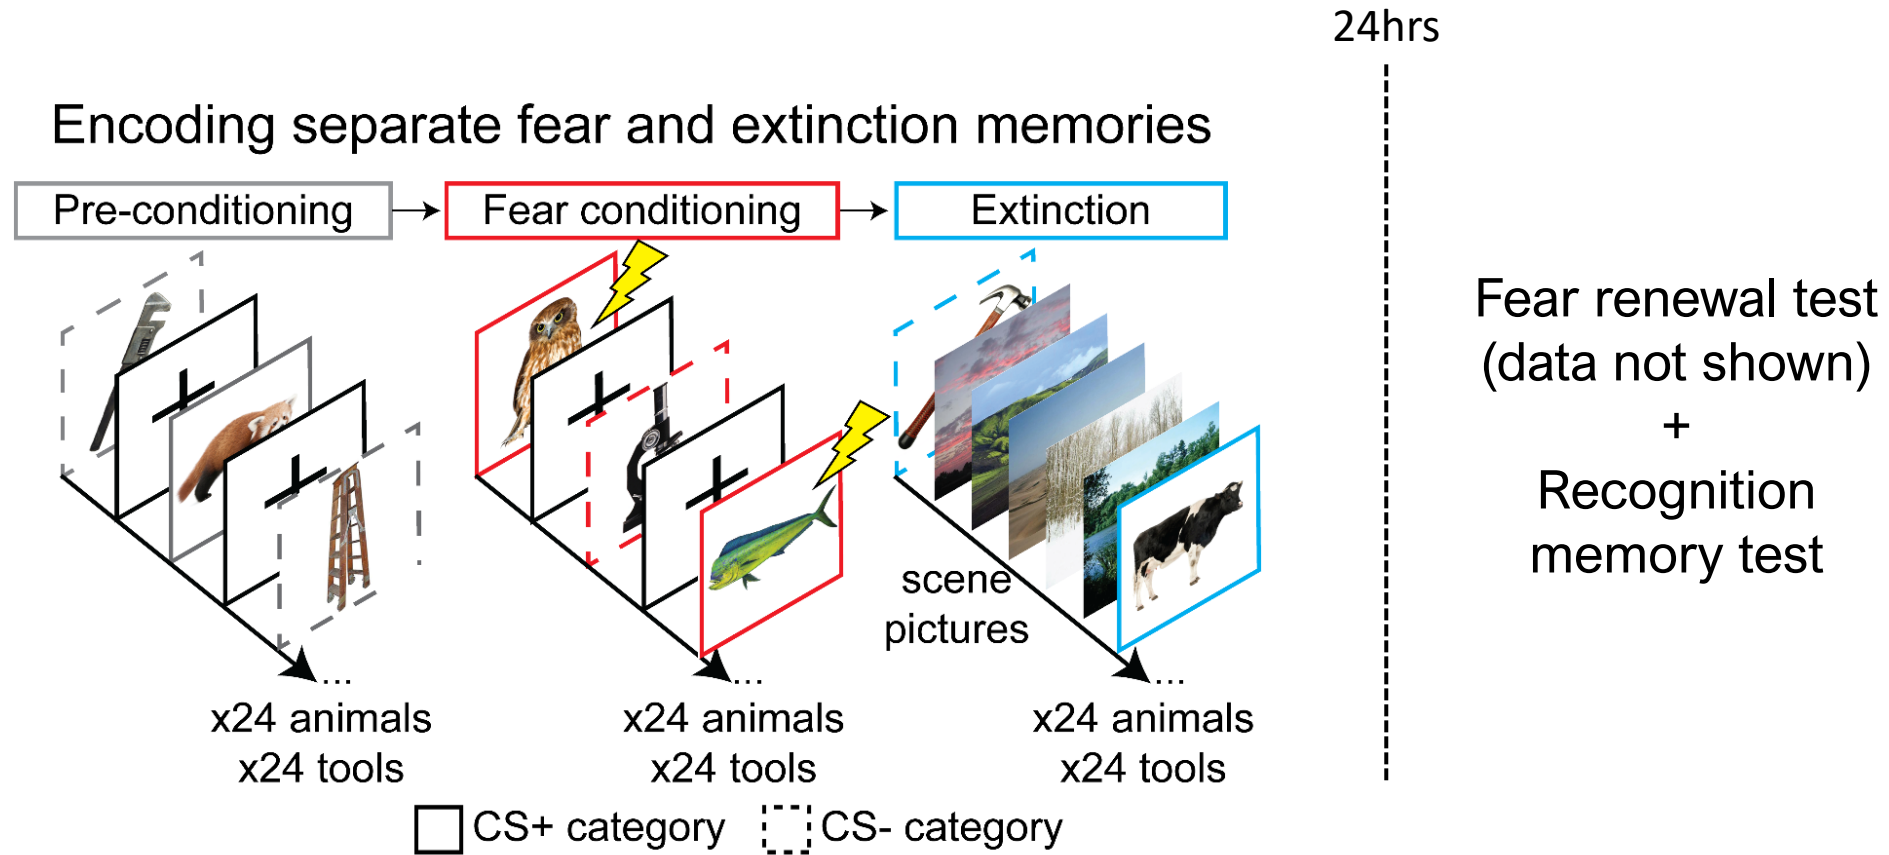 24hrs
Encoding separate fear and extinction memories
Pre-conditioning
Fear conditioning
Extinction
scene
pictures
...
x24 animals
x24 tools
...
x24 animals
x24 tools
...
x24 animals
x24 tools
CS+ category
CS- category
Fear renewal test
(data not shown)
+
Recognition
memory test